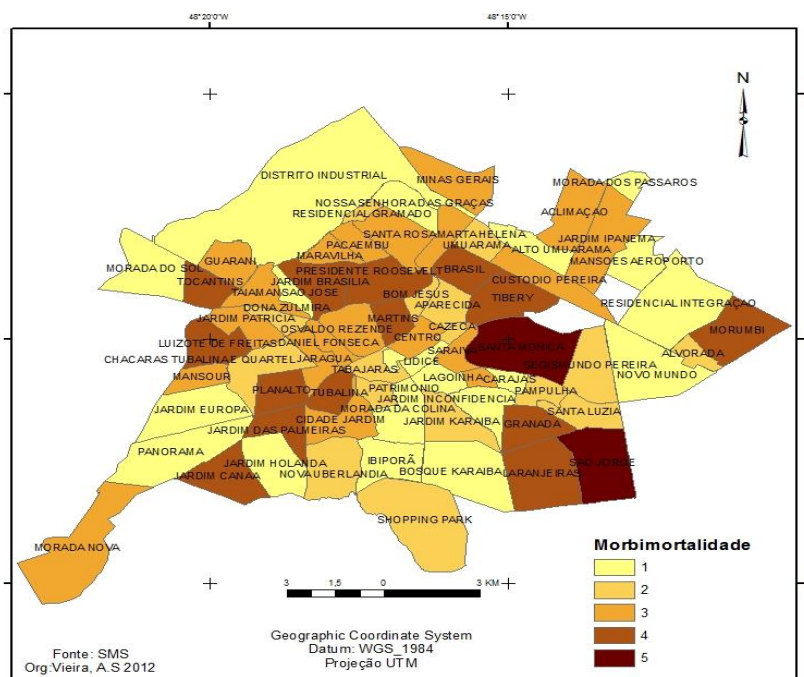 48°20'0"W 48°15'0"W
N
DISTRITO INDUSTRIAL
MINAS GERAIS
MORADA DOS PASSAROS
NOSSA SENHORA DAS GRAÇAS
RESIDENCIAL GRAMADO
ACLIMAÇAO
SANTA ROSA MARTA HELENA
PACAEMBU UMUARAMA JARDIM IPANEMA
MARAVILHA ALTO UMUARAMA
GUARANI MANSOES AEROPORTO
MORADA DO SOL
PRESIDENTE ROOSEVELT BRASIL
TOCANTINS JARDIM BRASILIA CUSTODIO PEREIRA
TAIAMAN SAO JOSE BOM JESUS TIBERY
DONA ZULMIRA APARECIDA RESIDENCIAL INTEGRAÇAO
JARDIM PATRICIA MARTINS
OSVALDO REZENDE CAZECA MORUMBI
LUIZOTE DE FREITAS DANIEL FONSECA CENTRO
SARAIVA SANTA MONICA
CHACARAS TUBALINA E QUARTEL JARAGUA LIDICE ALVORADA
SEGISMUNDO PEREIRA
TABAJARAS NOVO MUNDO
MANSOUR LAGOINHA CARAJAS
PLANALTO TUBALINA PATRIMONIO PAMPULHA
JARDIM INCONFIDENCIA
JARDIM EUROPA MORADA DA COLINA SANTA LUZIA
CIDADE JARDIM JARDIM KARAIBA GRANADA
JARDIM DAS PALMEIRAS
PANORAMA
JARDIM HOLANDA IBIPORÃ I SAO JORGE
JARDIM CANAA NOVA UBERLANDIA BOSQUE KARAIBA LARANJEIRAS
SHOPPING PARK
MORADA NOVA
Morbimortalidade
1
2
3
4
5
3 1,5 0 3 KM
Geographic Coordinate System
Datum: WGS_1984
Projeção UTM
Fonte: SMS
Org:Vieira, A.S 2012